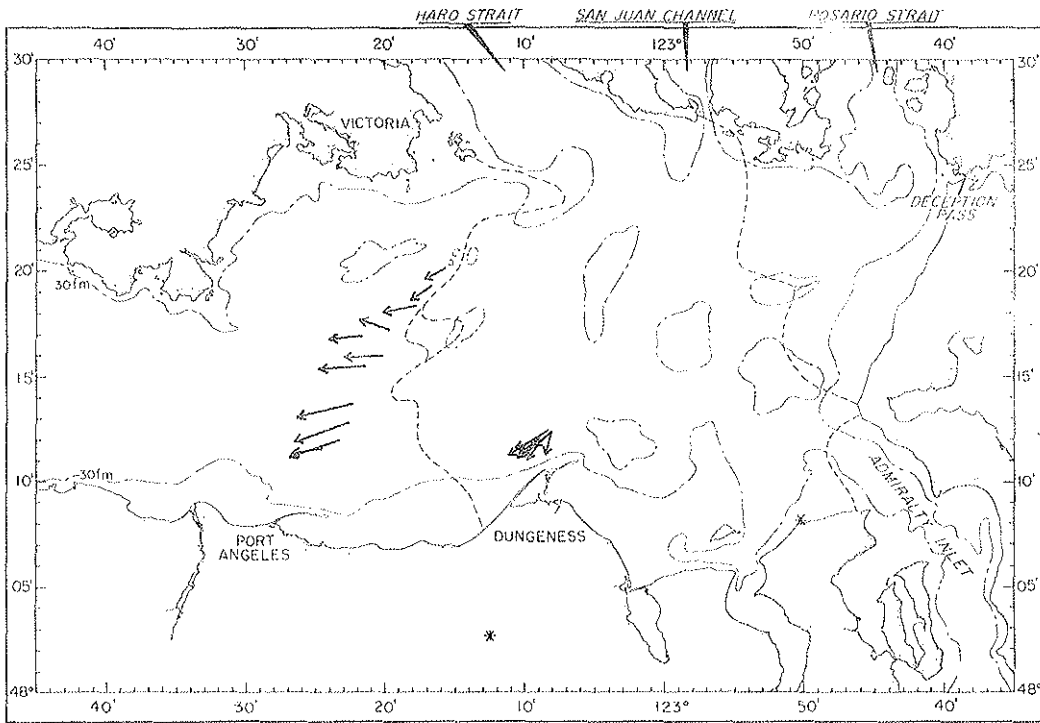 HARO STRAIT SAN JUAN CHANNEL ROSARIO STRAIT
40' 30' 20' 10' 123° 50' 40'
30' 30'
VICTORIA
25' 25'
DECEPTION
PASS
20' 20'
30fm
15' 15'
10' 10'
30fm
ADMIRALTY INLET
PORT
ANGELES
DUNGENESS
05' 05'
48° 48°
40' 30' 20' 10' 123° 50' 40'